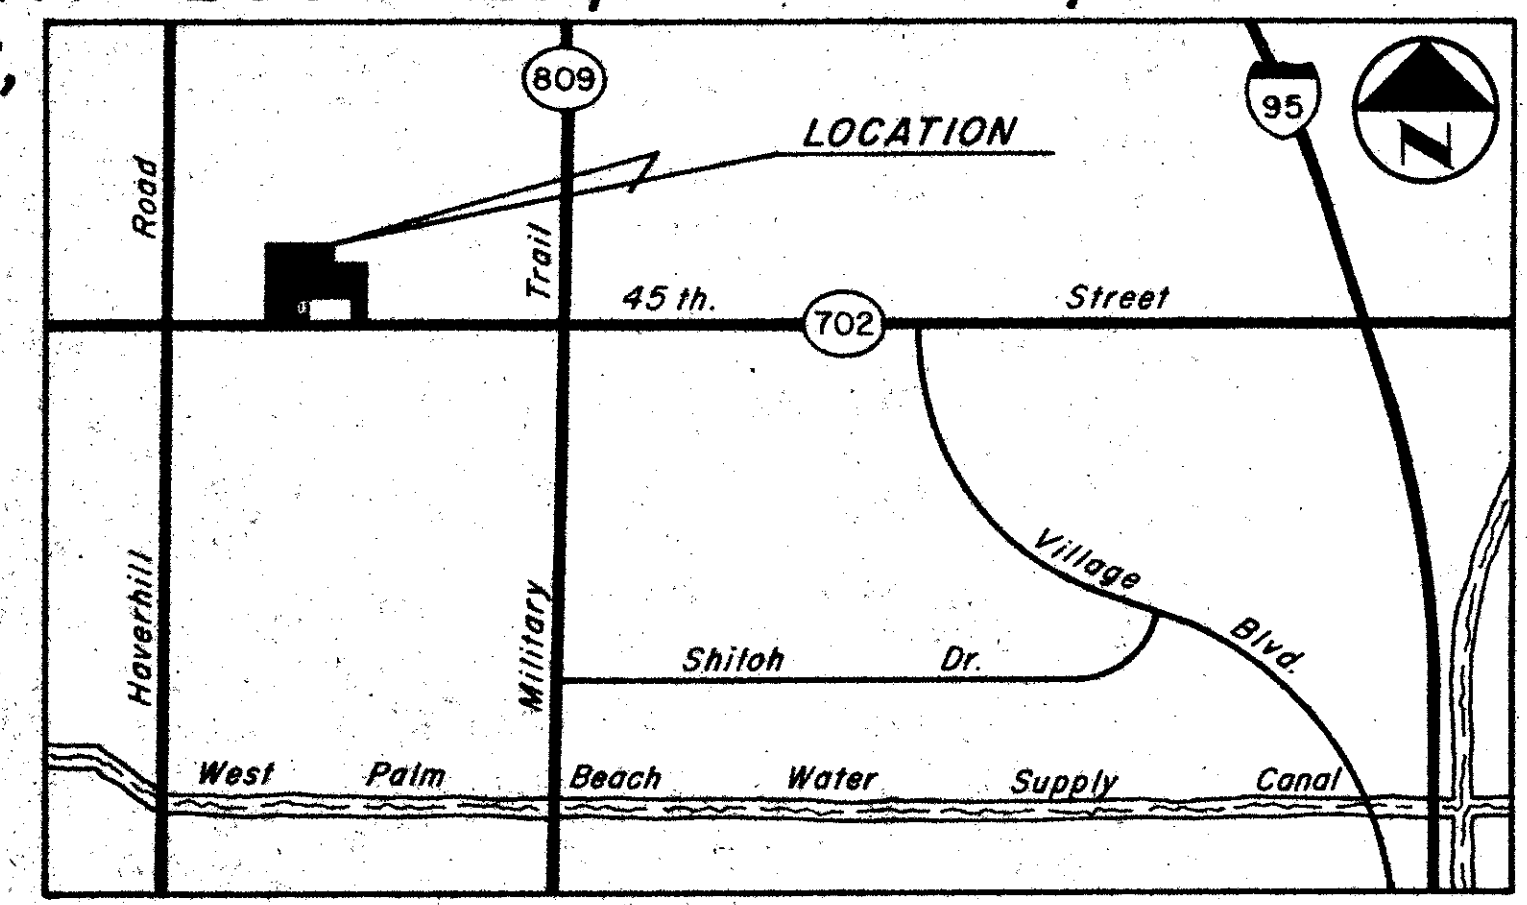 809
95
LOCATION
N
Road
Trail
45 th.
Street
702
Village
Blvd.
Haverhill
Military
Shiloh Dr.
West Palm Beach Water Supply Canal